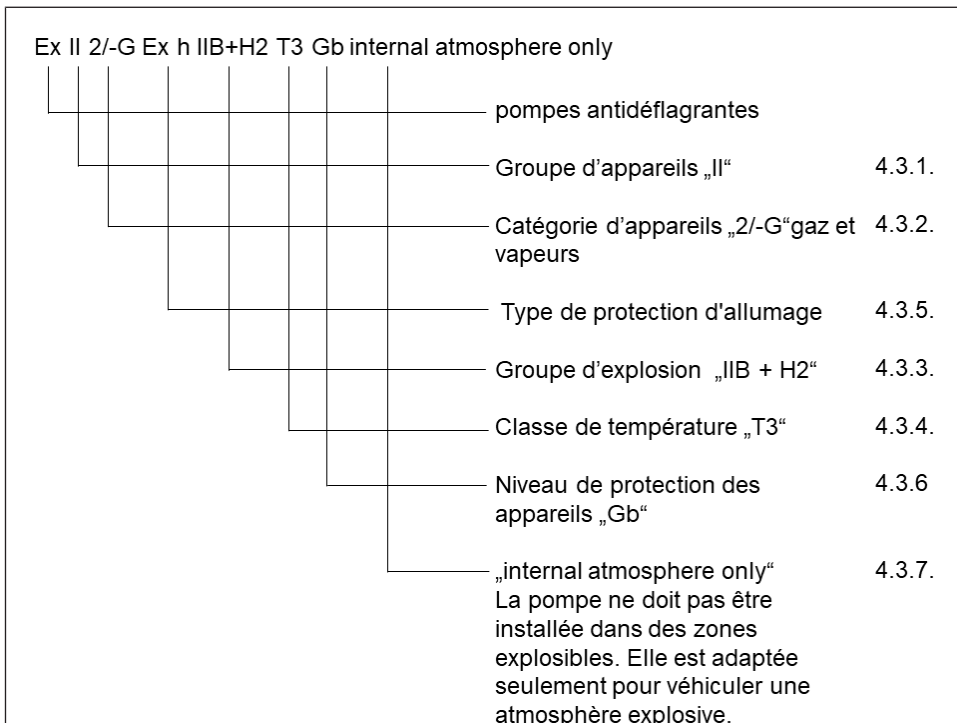 Ex II 2/-G Ex h IIB+H2 T3 Gb internal atmosphere only
pompes antidéflagrantes
Groupe d'appareils „II“ 4.3.1.
Catégorie d'appareils „2/-G“gaz et 4.3.2.
vapeurs
Type de protection d'allumage 4.3.5.
Groupe d'explosion „IIB + H2“ 4.3.3.
Classe de température „T3“ 4.3.4.
Niveau de protection des 4.3.6
appareils „Gb“
„internal atmosphere only“ 4.3.7.
La pompe ne doit pas être
installée dans des zones
explosibles. Elle est adaptée
seulement pour véhiculer une
atmosphère explosive.